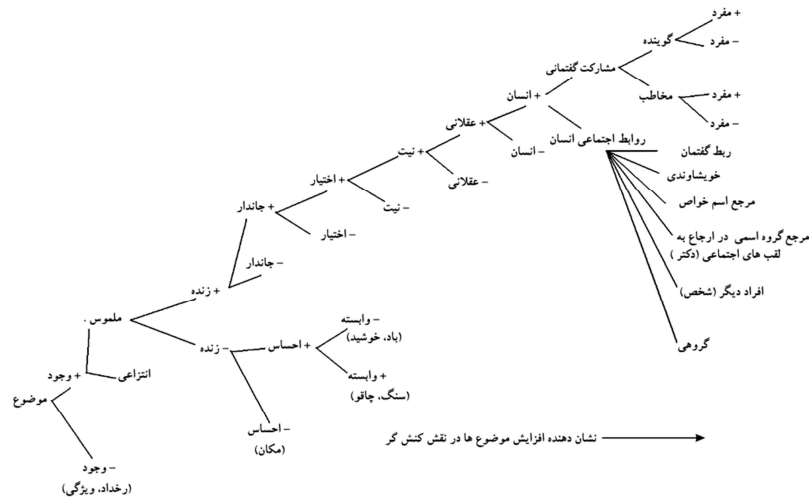 + مفرد
گوینده
– مفرد
مشارکت گفتمانی
+ مفرد
مخاطب
– مفرد
+ انسان
روابط اجتماعی انسان
ربط گفتمان
خویشاوندی
مرجع اسم خواص
مرجع گروه اسمی در ارجاع به
لقب های اجتماعی (دکتر )
افراد دیگر (شخص)
گروهی
+ عقلانی
– انسان
+ نیت
– عقلانی
+ اختیار
– نیت
+ جاندار
– اختیار
– جاندار
+ زنده
ملموس .
– زنده
+ احساس
– وابسته
(باد، خوشید)
+ وابسته
(سنگ، چاقو)
– احساس
(مکان)
انتزاعی
+ وجود
موضوع
– وجود
(رخداد، ویژگی)
نشان دهنده افزایش موضوع ها در نقش کنش گر